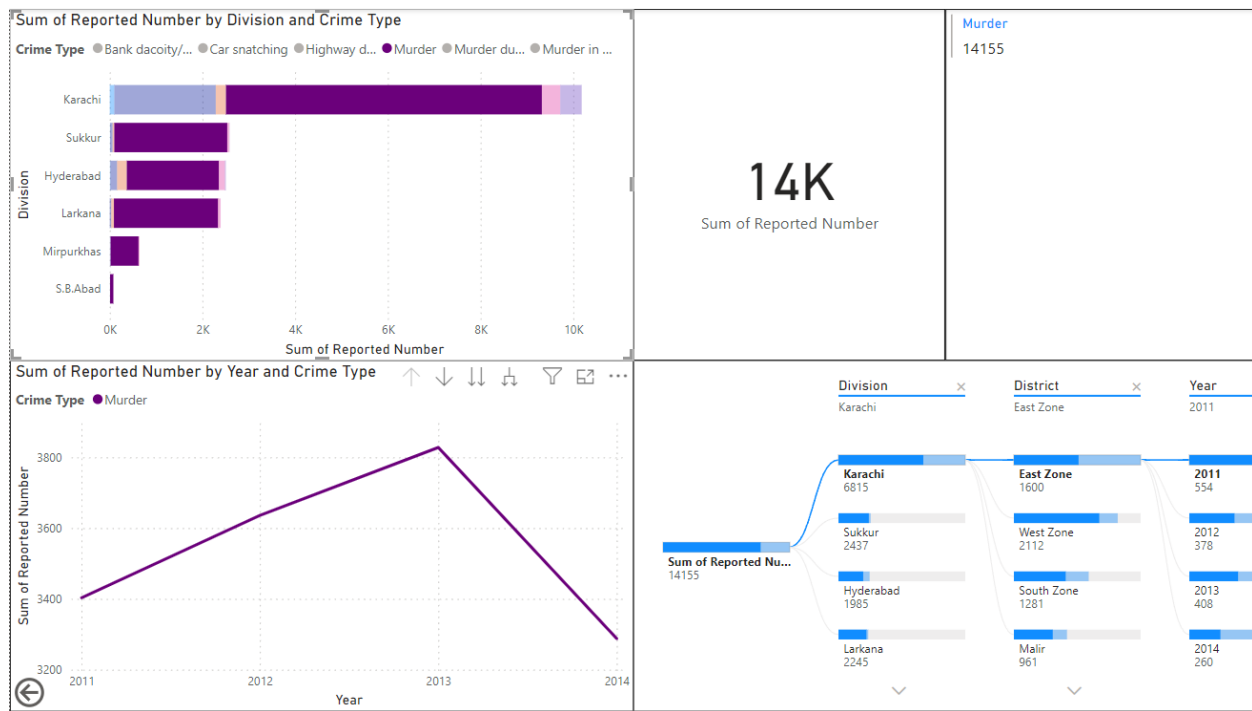 Sum of Reported Number by Division and Crime Type
Crime Type Bank dacoity/... Car snatching Highway d... Murder Murder du... Murder in ...
Division
Karachi
Sukkur
Hyderabad
Larkana
Mirpurkhas
S.B.Abad
0K 2K 4K 6K 8K 10K
Sum of Reported Number
14K
Sum of Reported Number
Murder
14155
Sum of Reported Number by Year and Crime Type
Crime Type Murder
Sum of Reported Number
3800
3600
3400
3200
2011 2012 2013 2014
Year
Division District Year
Karachi East Zone 2011
Karachi East Zone 2011
6815 1600 554
Sukkur West Zone 2012
2437 2112 378
Sum of Reported Nu...
14155
Hyderabad South Zone 2013
1985 1281 408
Larkana Malir 2014
2245 961 260